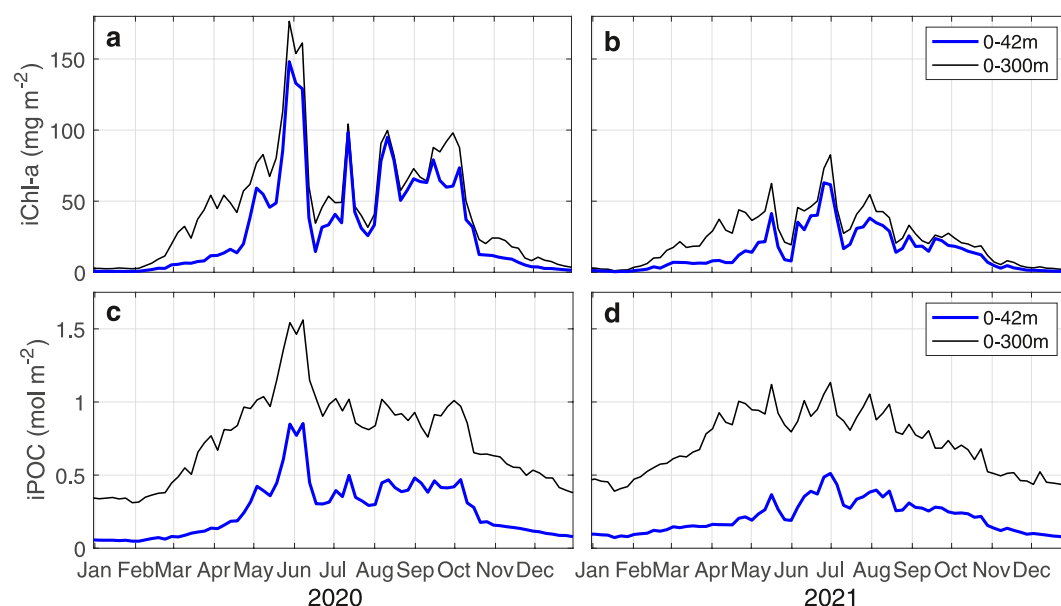 a
b
iChl-a (mg m-2)
150
100
50
0
0-42m
0-300m
c
d
iPOC (mol m-2)
1.5
1
0.5
0
0-42m
0-300m
Jan Feb Mar Apr May Jun Jul Aug Sep Oct Nov Dec
Jan Feb Mar Apr May Jun Jul Aug Sep Oct Nov Dec
2020
2021